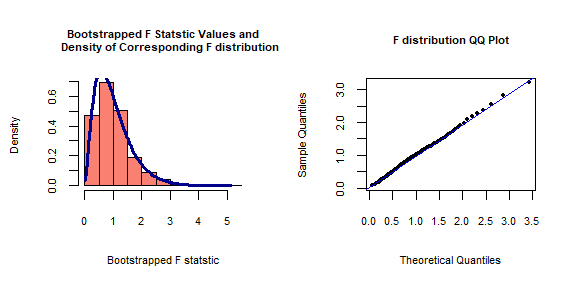 Bootstrapped F Statstic Values and
Density of Corresponding F distribution
Density
0.0 0.2 0.4 0.6
0 1 2 3 4 5
Bootstrapped F statstic
F distribution QQ Plot
Sample Quantiles
0.0 1.0 2.0 3.0
0.0 0.5 1.0 1.5 2.0 2.5 3.0 3.5
Theoretical Quantiles